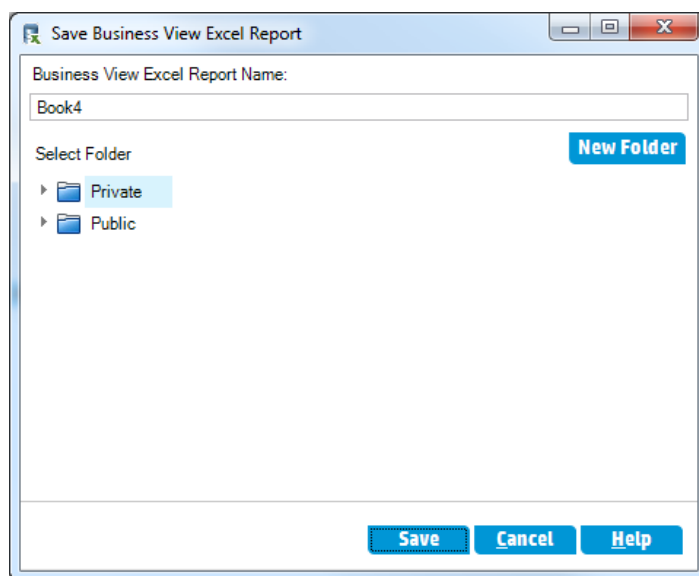 Save Business View Excel Report
Business View Excel Report Name:
Book4
New Folder
Select Folder
Private
Public
Save Cancel Help